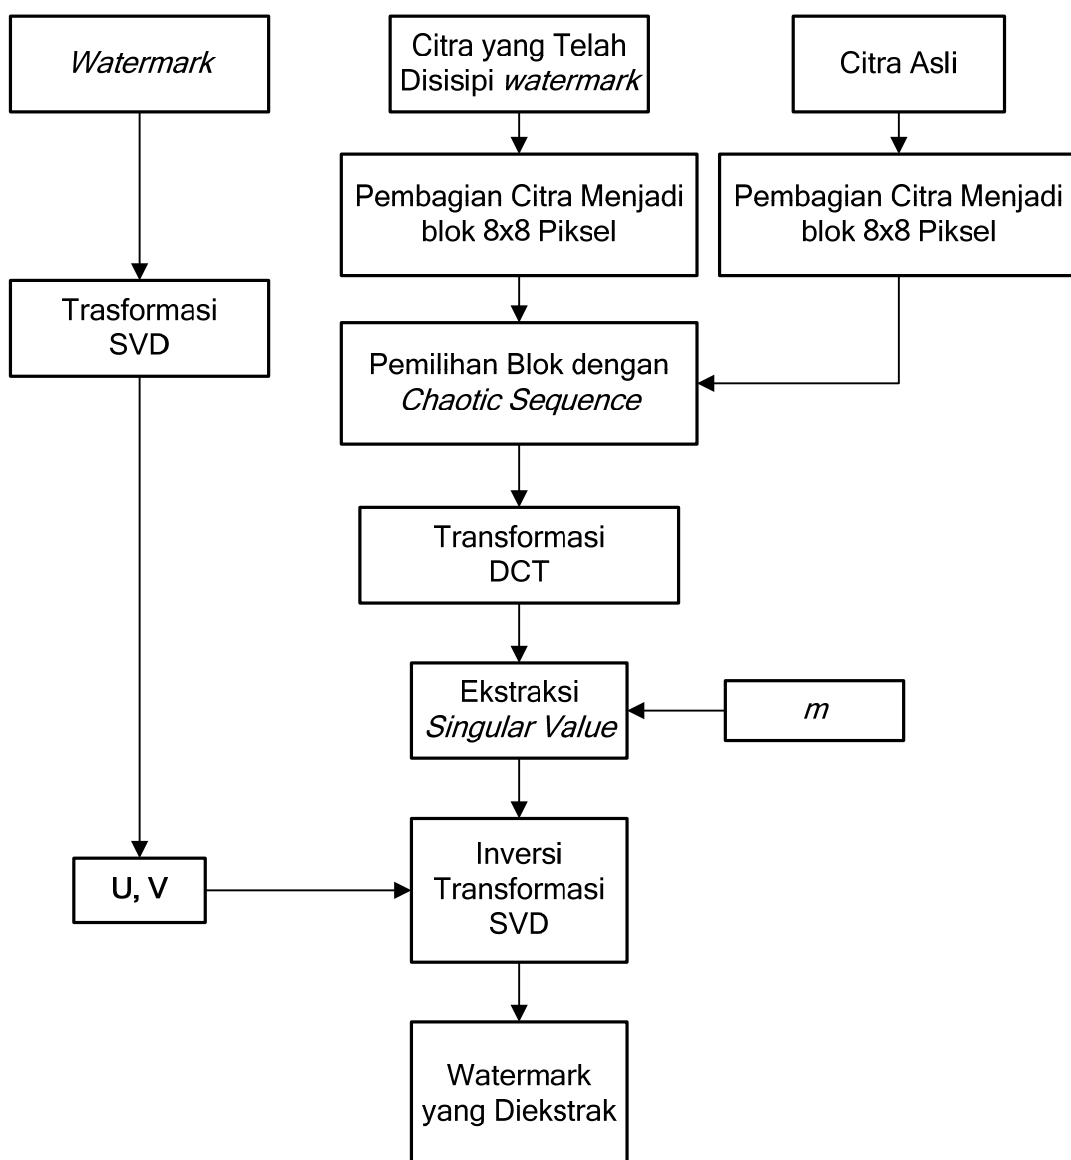 Watermark
Citra yang Telah
Disisipi watermark
Citra Asli
Pembagian Citra Menjadi
blok 8x8 Piksel
Pembagian Citra Menjadi
blok 8x8 Piksel
Trasformasi
SVD
Pemilihan Blok dengan
Chaotic Sequence
Transformasi
DCT
Ekstraksi
Singular Value
m
U, V
Inversi
Transformasi
SVD
Watermark
yang Diekstrak